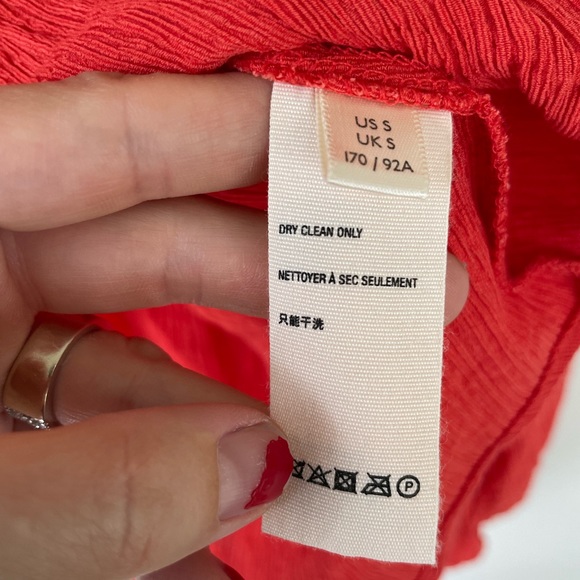 US S
UK S
170 / 92A
DRY CLEAN ONLY
NETTOYER À SEC SEULEMENT
只能干洗
P